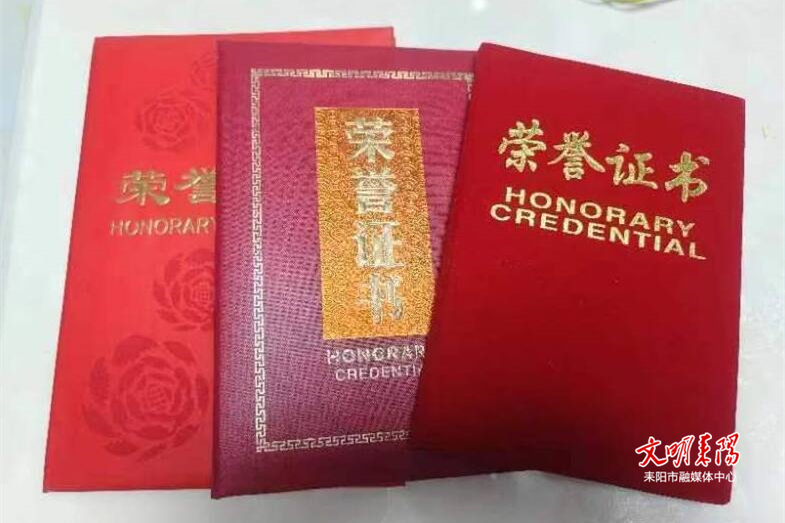 荣誉
HONORARY
荣誉证书
HONORARY
CREDENTI
荣誉证书
HONORARY
CREDENTIAL
文明耒阳
耒阳市融媒体中心